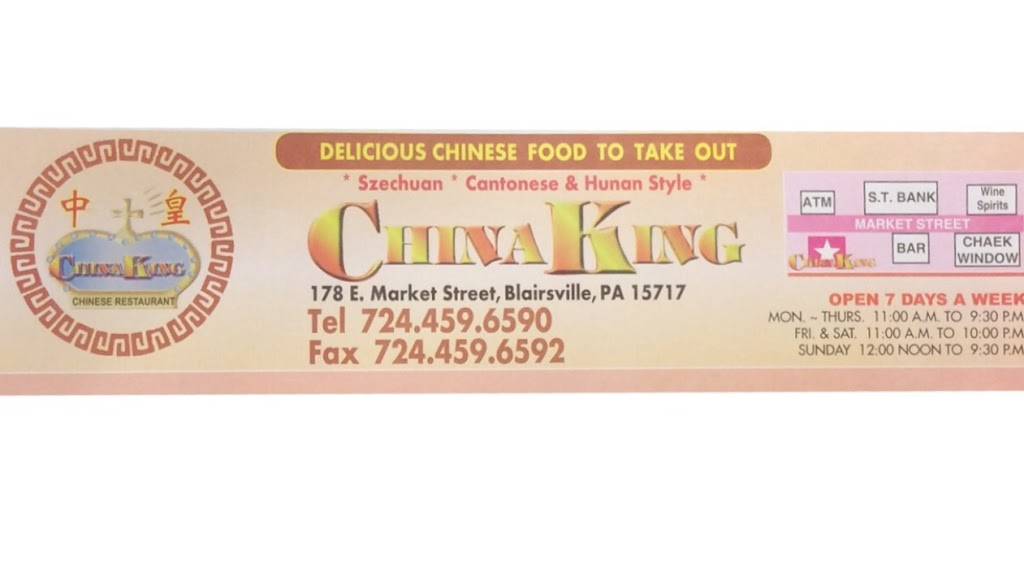 中 皇
CHINA KING
CHINESE RESTAURANT
DELICIOUS CHINESE FOOD TO TAKE OUT
* Szechuan * Cantonese & Hunan Style *
CHINA KING
178 E. Market Street, Blairsville, PA 15717
Tel 724.459.6590
Fax 724.459.6592
ATM
S.T. BANK
Wine
Spirits
MARKET STREET
CHINA KING
BAR
CHAEK
WINDOW
OPEN 7 DAYS A WEEK
MON. ~ THURS. 11:00 A.M. TO 9:30 P.M
FRI. & SAT. 11:00 A.M. TO 10:00 P.M
SUNDAY 12:00 NOON TO 9:30 P.M